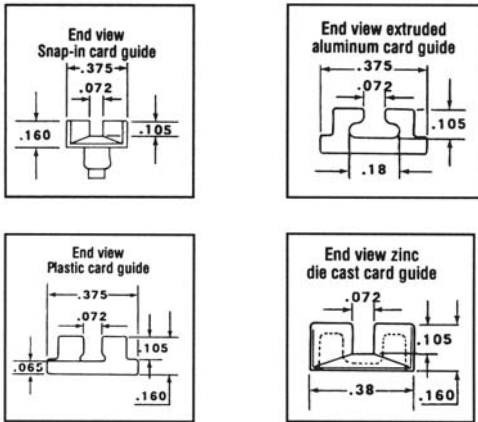 End view
Snap-in card guide
.375
.072
.160
.105
End view extruded
aluminum card guide
.375
.072
.105
.18
End view
Plastic card guide
.375
.072
.105
.065
.160
End view zinc
die cast card guide
.072
.105
.38
.160